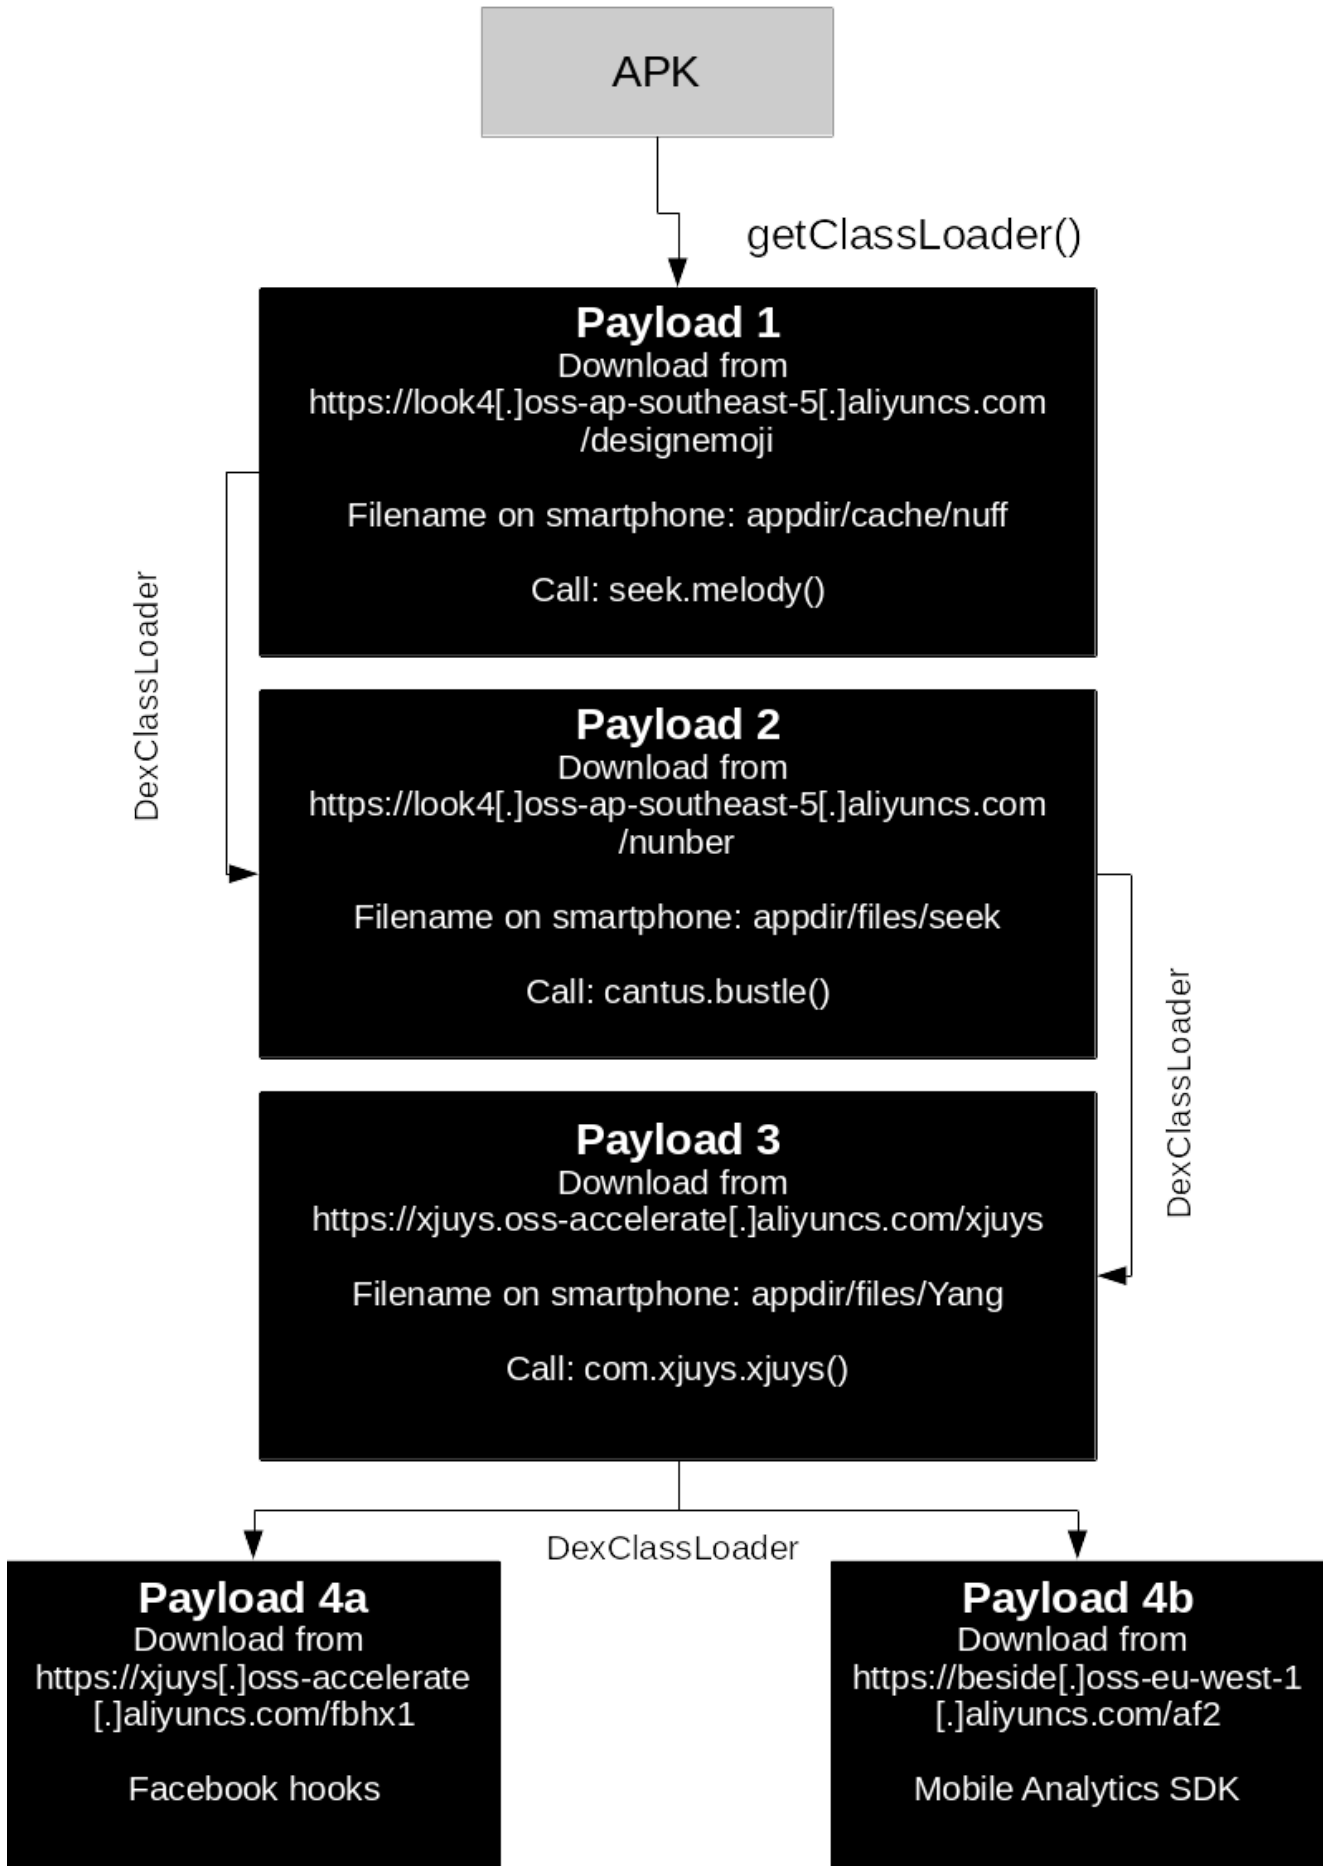 APK
getClassLoader()
Payload 1
Download from
https://look4[.]oss-ap-southeast-5[.]aliyuncs.com
/designemoji
Filename on smartphone: appdir/cache/nuff
Call: seek.melody()
DexClassLoader
Payload 2
Download from
https://look4[.]oss-ap-southeast-5[.]aliyuncs.com
/nunber
Filename on smartphone: appdir/files/seek
Call: cantus.bustle()
DexClassLoader
Payload 3
Download from
https://xjuys.oss-accelerate[.]aliyuncs.com/xjuys
Filename on smartphone: appdir/files/Yang
Call: com.xjuys.xjuys()
DexClassLoader
Payload 4a
Download from
https://xjuys[.]oss-accelerate
[.]aliyuncs.com/fbhx1
Facebook hooks
Payload 4b
Download from
https://beside[.]oss-eu-west-1
[.]aliyuncs.com/af2
Mobile Analytics SDK